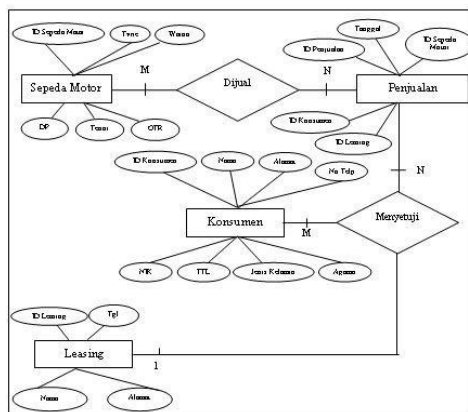 Tanggal
ID Sepeda Motor
Type
Warna
ID Penjualan
ID Sepeda Motor
M
N
Sepeda Motor
Dijual
Penjualan
DP
Tenor
OTR
ID Konsumen
ID Leasing
ID Konsumen
Nama
Alamat
No Telp
N
Konsumen
M
Menyetuji
NIK
TTL
Jenis Kelamin
Agama
ID Leasing
Tgl
Leasing
1
Nama
Alamat